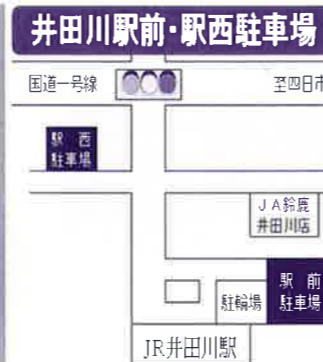 井田川駅前・駅西駐車場
国道一号線
至四日市
駅西
駐車場
JA鈴鹿
井田川店
駅前
駐車場
駐輪場
JR井田川駅